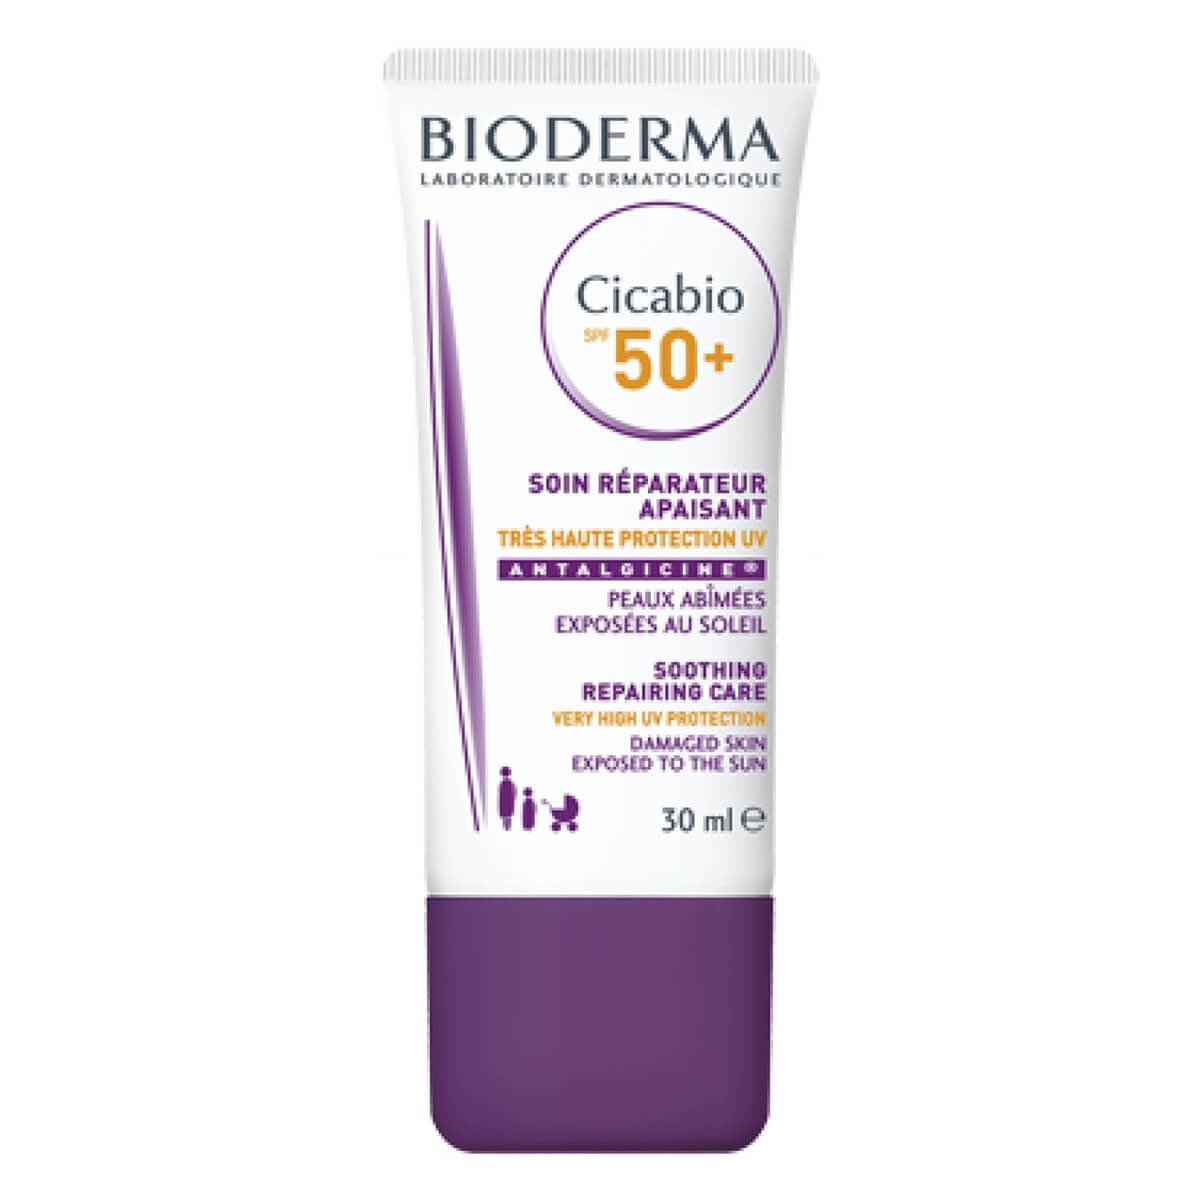 BIODERMA
LABORATOIRE DERMATOLOGIQUE
Cicabio
SPF 50+
SOIN RÉPARATEUR
APAISANT
TRÈS HAUTE PROTECTION UV
ANTALGICINE®
PEAUX ABÎMÉES
EXPOSÉES AU SOLEIL
SOOTHING
REPAIRING CARE
VERY HIGH UV PROTECTION
DAMAGED SKIN
EXPOSED TO THE SUN
30 ml ℮